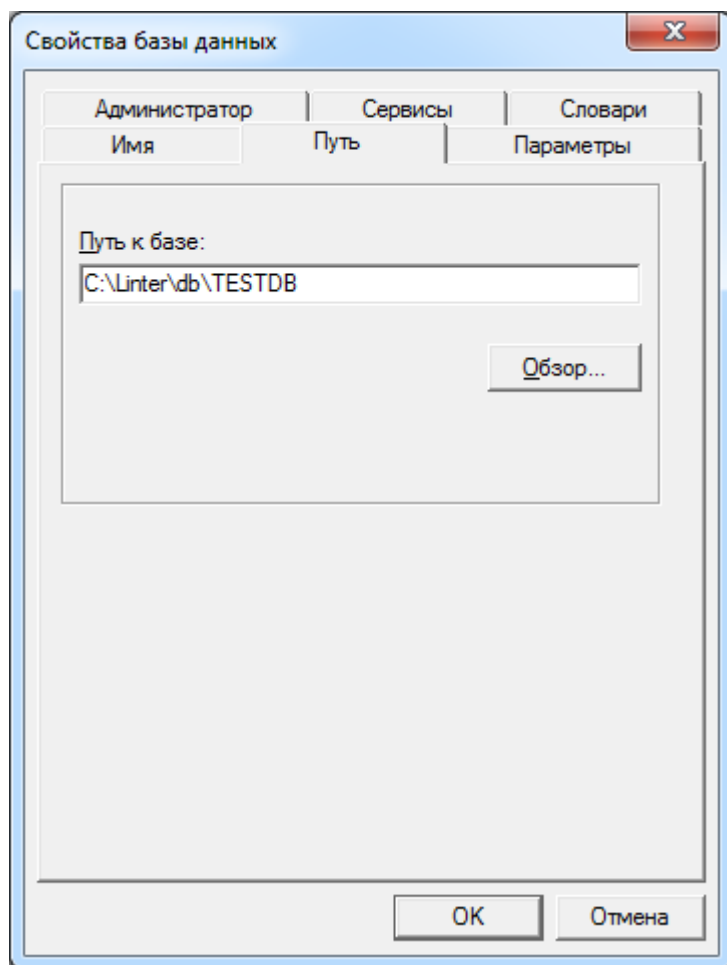 Свойства базы данных
Администратор Сервисы Словари
Имя Путь Параметры
Путь к базе:
C:\Linter\db\TESTDB
Обзор...
OK Отмена